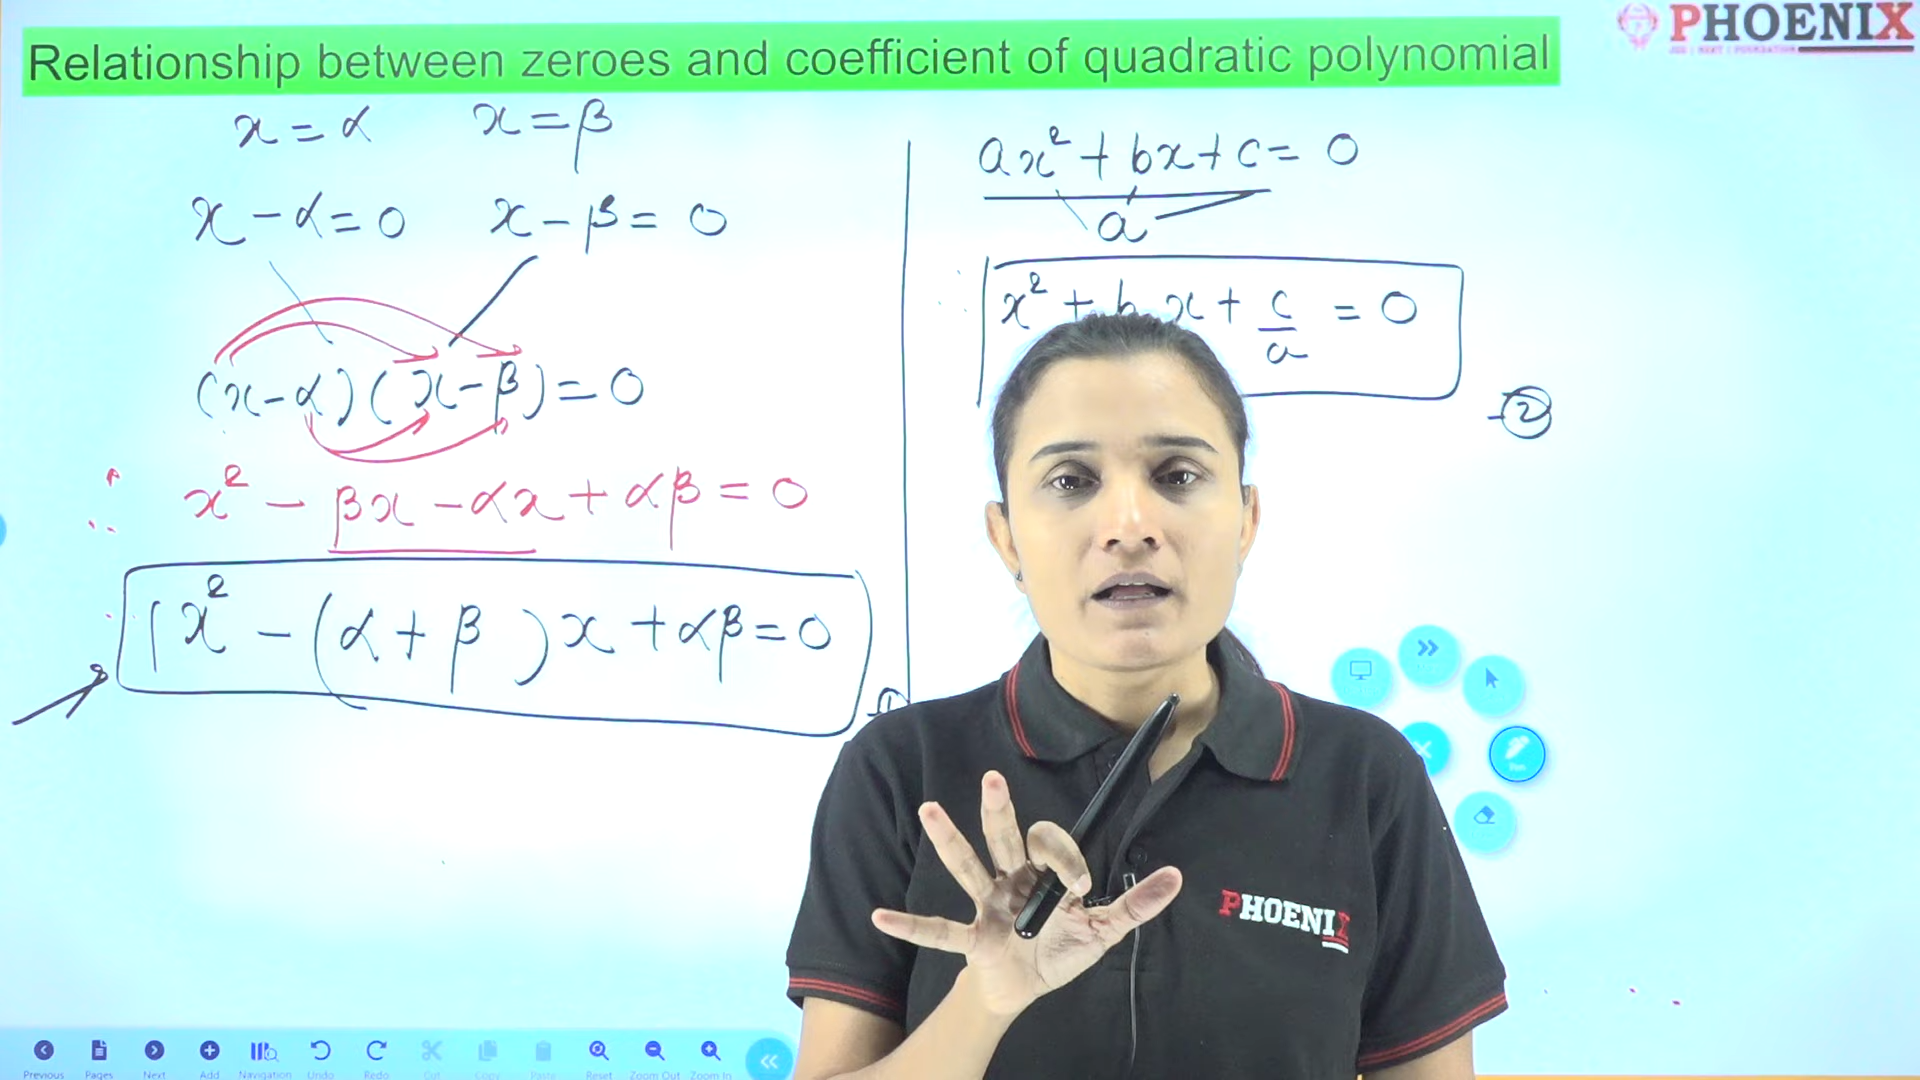 Relationship between zeroes and coefficient of quadratic polynomial
PHOENIX
x = α x = β
x - α = 0 x - β = 0
(x - α)(x - β) = 0
x² - βx - αx + αβ = 0
x² - (α + β)x + αβ = 0
①
ax² + bx + c = 0
a
x² + b x + c/a = 0
②
Pen
PHOENIX
Previous Pages Next Add Navigation Undo Redo Cut Copy Paste Reset Zoom Out Zoom In